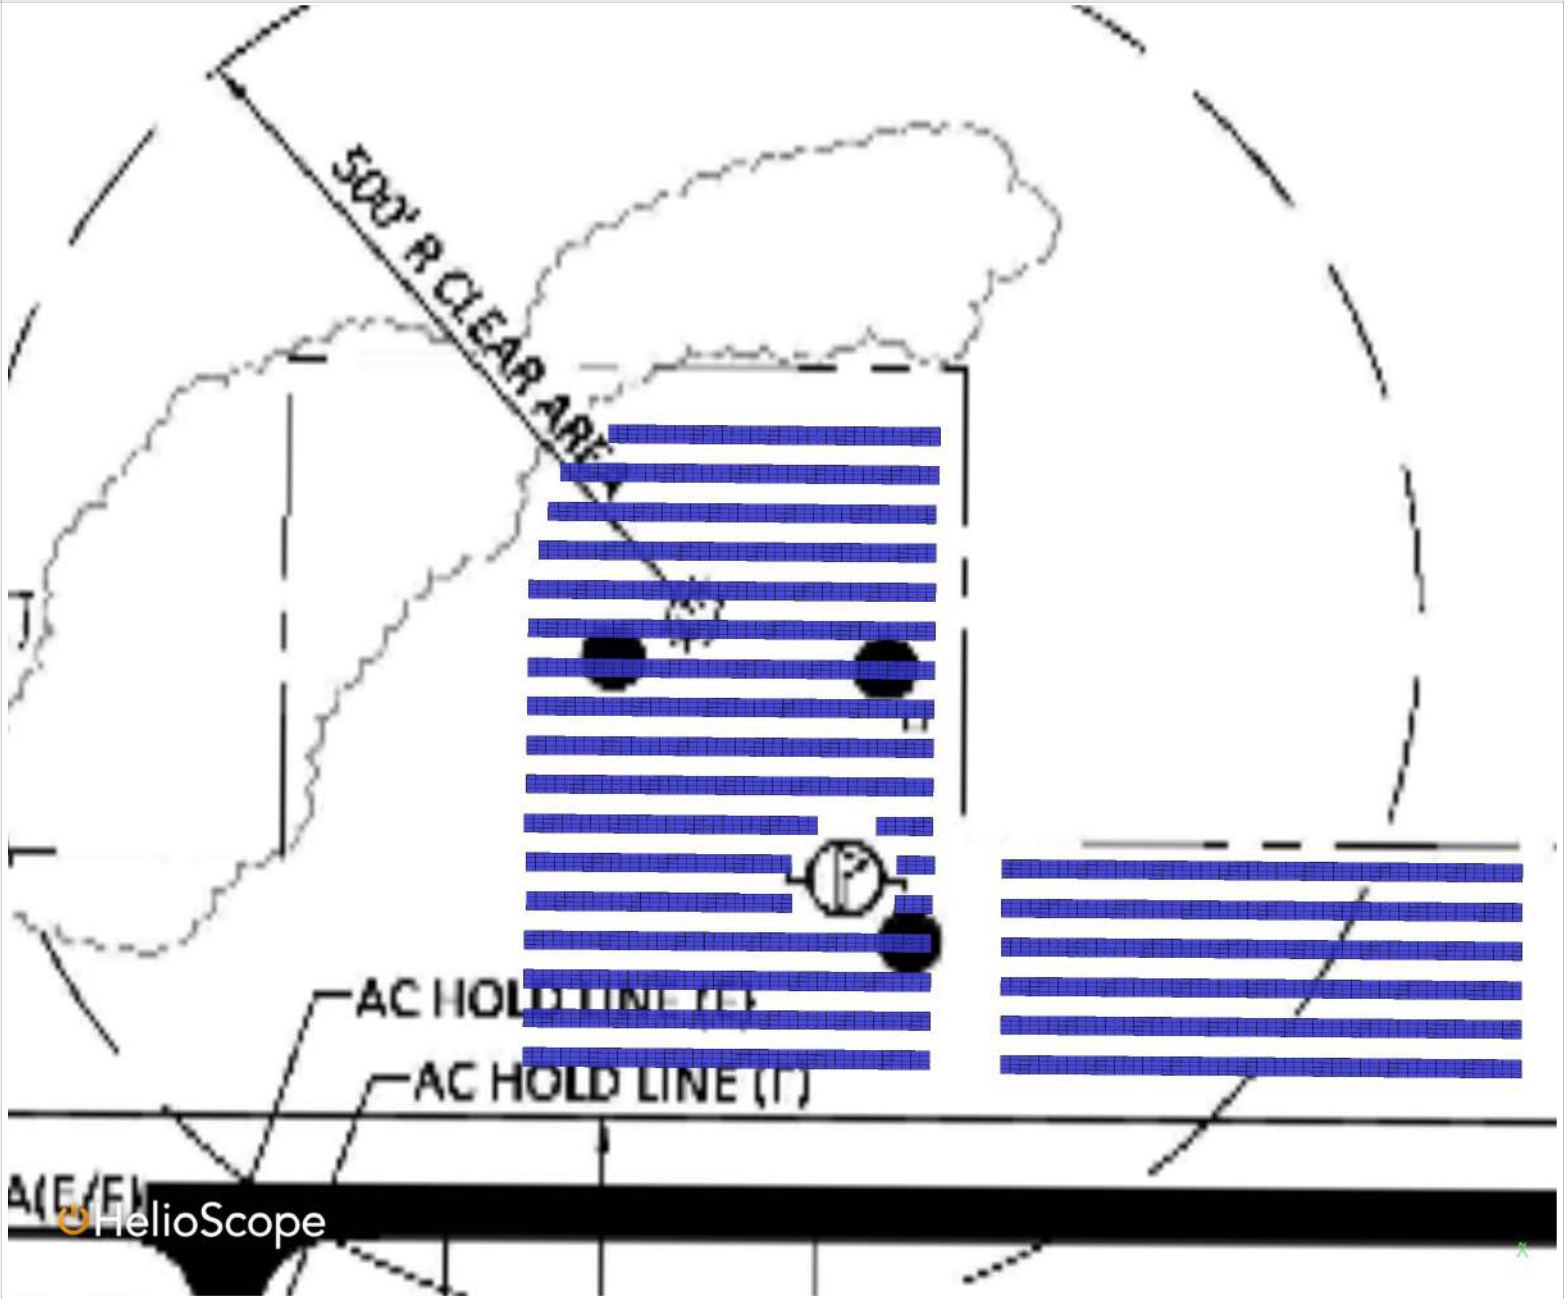 500' R CLEAR ARE
AC HOLD LINE (E)
AC HOLD LINE (F)
A(E/F)
HelioScope
X